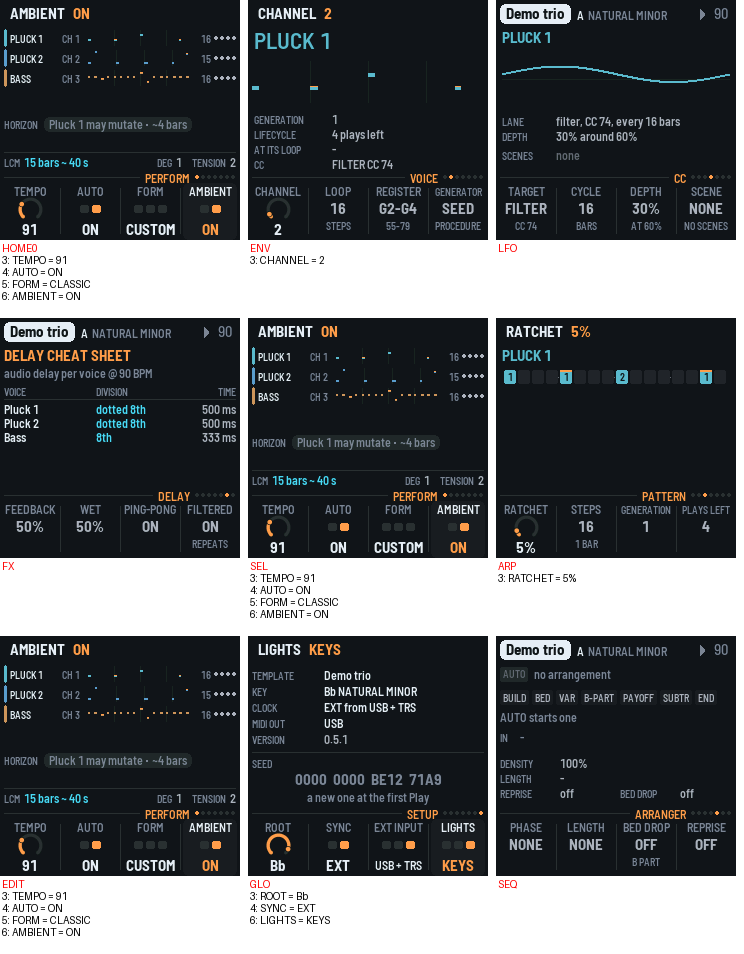 AMBIENT ON
PLUCK 1 CH 1 16
PLUCK 2 CH 2 15
BASS CH 3 16
HORIZON Pluck 1 may mutate · ~4 bars
LCM 15 bars ~ 40 s DEG 1 TENSION 2
PERFORM
TEMPO AUTO FORM AMBIENT
91 ON CUSTOM ON
HOME0
3: TEMPO = 91
4: AUTO = ON
5: FORM = CLASSIC
6: AMBIENT = ON
CHANNEL 2
PLUCK 1
GENERATION 1
LIFECYCLE 4 plays left
AT ITS LOOP -
CC FILTER CC 74
VOICE
CHANNEL LOOP REGISTER GENERATOR
2 16 G2-G4 SEED
STEPS 55-79 PROCEDURE
ENV
3: CHANNEL = 2
Demo trio A NATURAL MINOR 90
PLUCK 1
LANE filter, CC 74, every 16 bars
DEPTH 30% around 60%
SCENES none
CC
TARGET CYCLE DEPTH SCENE
FILTER 16 30% NONE
CC 74 BARS AT 60% NO SCENES
LFO
Demo trio A NATURAL MINOR 90
DELAY CHEAT SHEET
audio delay per voice @ 90 BPM
VOICE DIVISION TIME
Pluck 1 dotted 8th 500 ms
Pluck 2 dotted 8th 500 ms
Bass 8th 333 ms
DELAY
FEEDBACK WET PING-PONG FILTERED
50% 50% ON ON
REPEATS
FX
AMBIENT ON
PLUCK 1 CH 1 16
PLUCK 2 CH 2 15
BASS CH 3 16
HORIZON Pluck 1 may mutate · ~4 bars
LCM 15 bars ~ 40 s DEG 1 TENSION 2
PERFORM
TEMPO AUTO FORM AMBIENT
91 ON CUSTOM ON
SEL
3: TEMPO = 91
4: AUTO = ON
5: FORM = CLASSIC
6: AMBIENT = ON
RATCHET 5%
PLUCK 1
1 1 2 1
PATTERN
RATCHET STEPS GENERATION PLAYS LEFT
5% 16 1 4
1 BAR
ARP
3: RATCHET = 5%
AMBIENT ON
PLUCK 1 CH 1 16
PLUCK 2 CH 2 15
BASS CH 3 16
HORIZON Pluck 1 may mutate · ~4 bars
LCM 15 bars ~ 40 s DEG 1 TENSION 2
PERFORM
TEMPO AUTO FORM AMBIENT
91 ON CUSTOM ON
EDIT
3: TEMPO = 91
4: AUTO = ON
5: FORM = CLASSIC
6: AMBIENT = ON
LIGHTS KEYS
TEMPLATE Demo trio
KEY Bb NATURAL MINOR
CLOCK EXT from USB + TRS
MIDI OUT USB
VERSION 0.5.1
SEED
0000 0000 BE12 71A9
a new one at the first Play
SETUP
ROOT SYNC EXT INPUT LIGHTS
Bb EXT USB + TRS KEYS
GLO
3: ROOT = Bb
4: SYNC = EXT
6: LIGHTS = KEYS
Demo trio A NATURAL MINOR 90
AUTO no arrangement
BUILD BED VAR B-PART PAYOFF SUBTR END
AUTO starts one
IN -
DENSITY 100%
LENGTH -
REPRISE off BED DROP off
ARRANGER
PHASE LENGTH BED DROP REPRISE
NONE NONE OFF OFF
B PART
SEQ